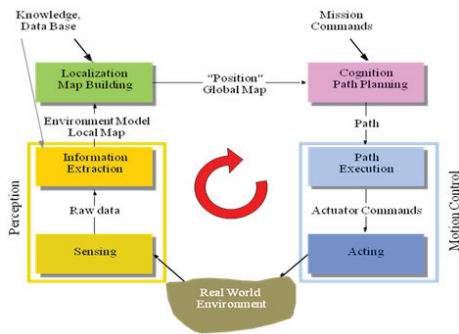 Knowledge,
Data Base
Mission
Commands
Localization
Map Building
"Position"
Global Map
Cognition
Path Planning
Environment Model
Local Map
Path
Information
Extraction
Path
Execution
Perception
Raw data
Actuator Commands
Motion Control
Sensing
Acting
Real World
Environment